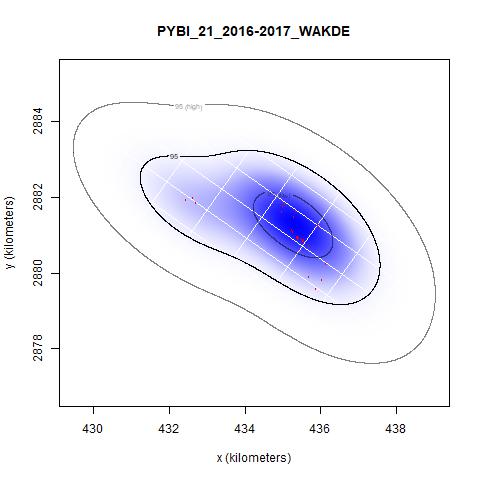 PYBI_21_2016-2017_WAKDE
95 (high)
95
2884
2882
2880
2878
y (kilometers)
430 432 434 436 438
x (kilometers)